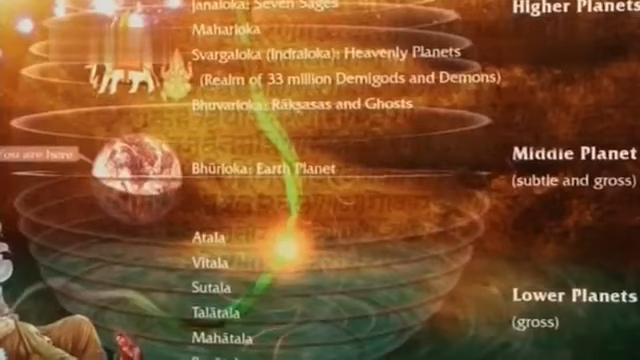 Janaloka: Seven Sages
Higher Planets
Maharloka
Svargaloka (Indraloka): Heavenly Planets
(Realm of 33 million Demigods and Demons)
Bhuvarloka: Rāksasas and Ghosts
You are here
Middle Planet
Bhūrloka: Earth Planet
(subtle and gross)
Atala
Vitala
Sutala
Lower Planets
Talātala
(gross)
Mahātala